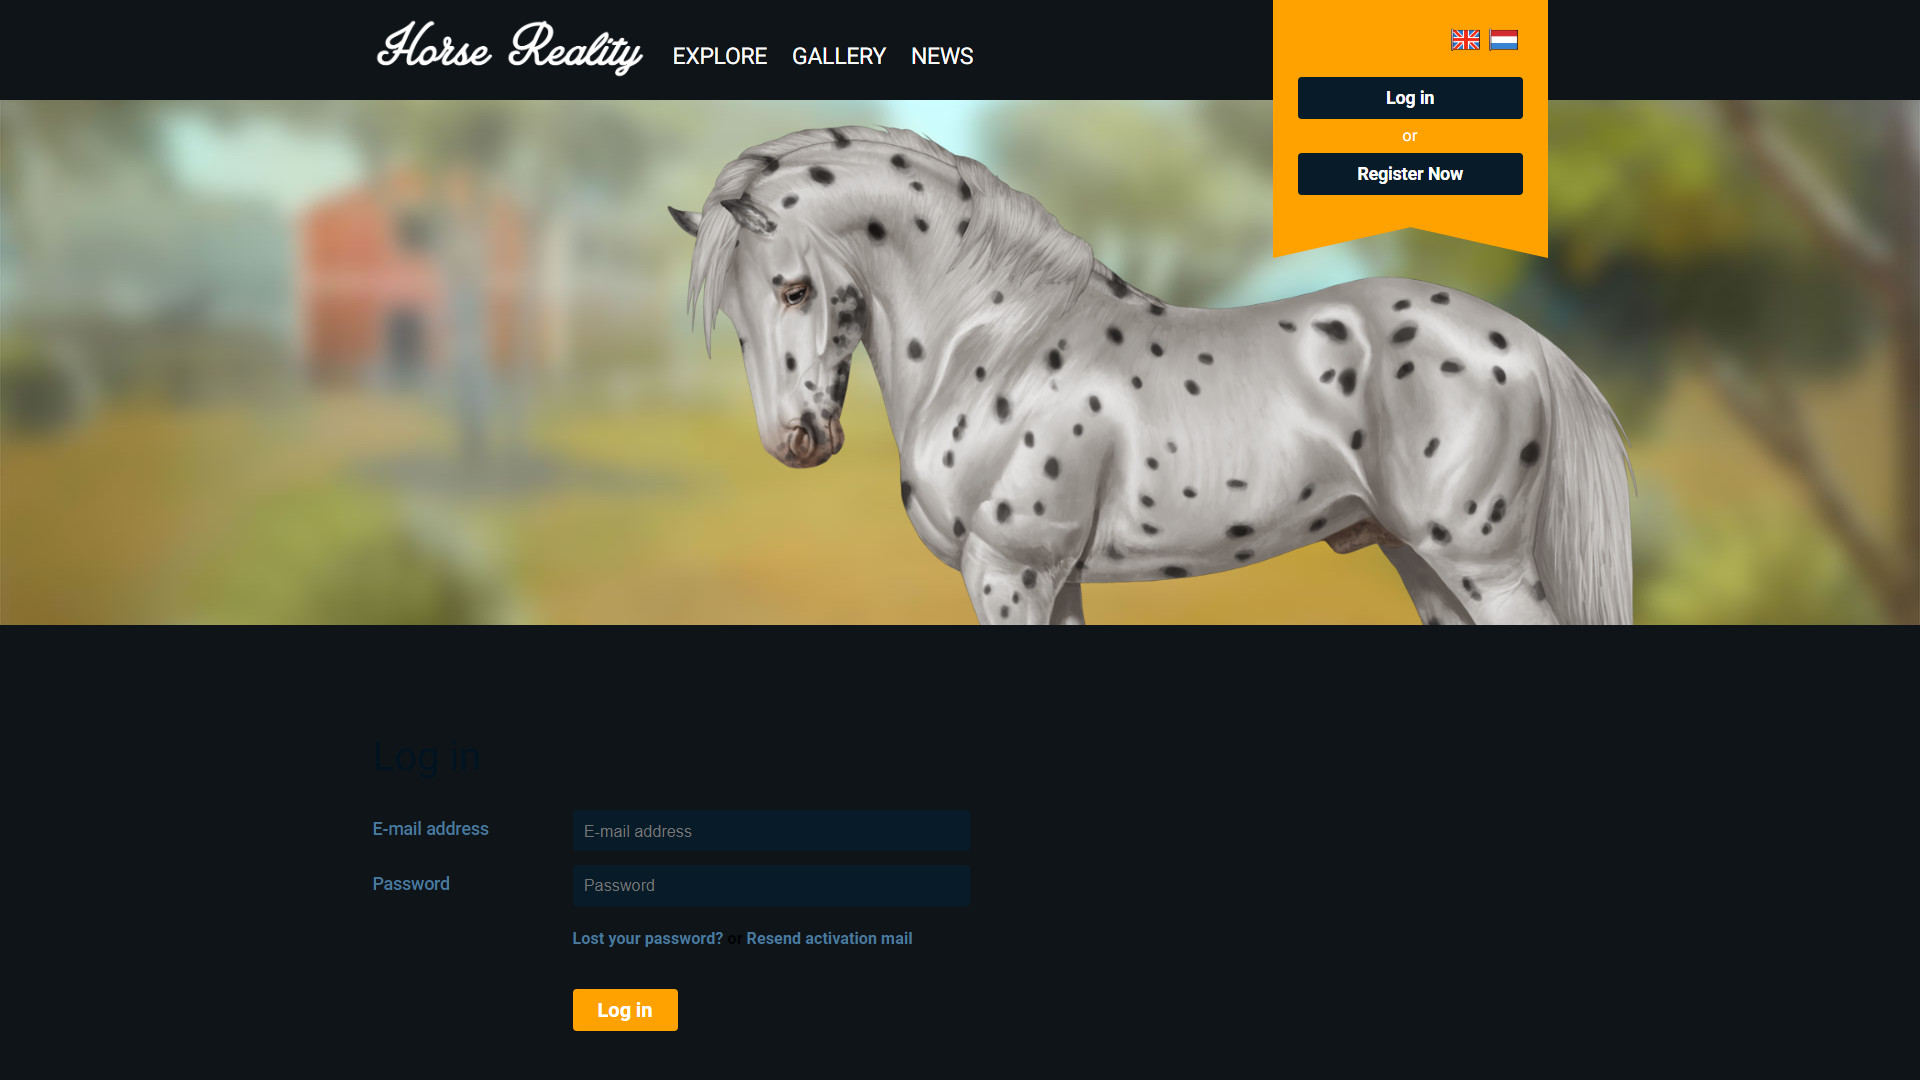 Horse Reality
EXPLORE GALLERY NEWS
Log in
or
Register Now
Log in
E-mail address
E-mail address
Password
Password
Lost your password? or Resend activation mail
Log in